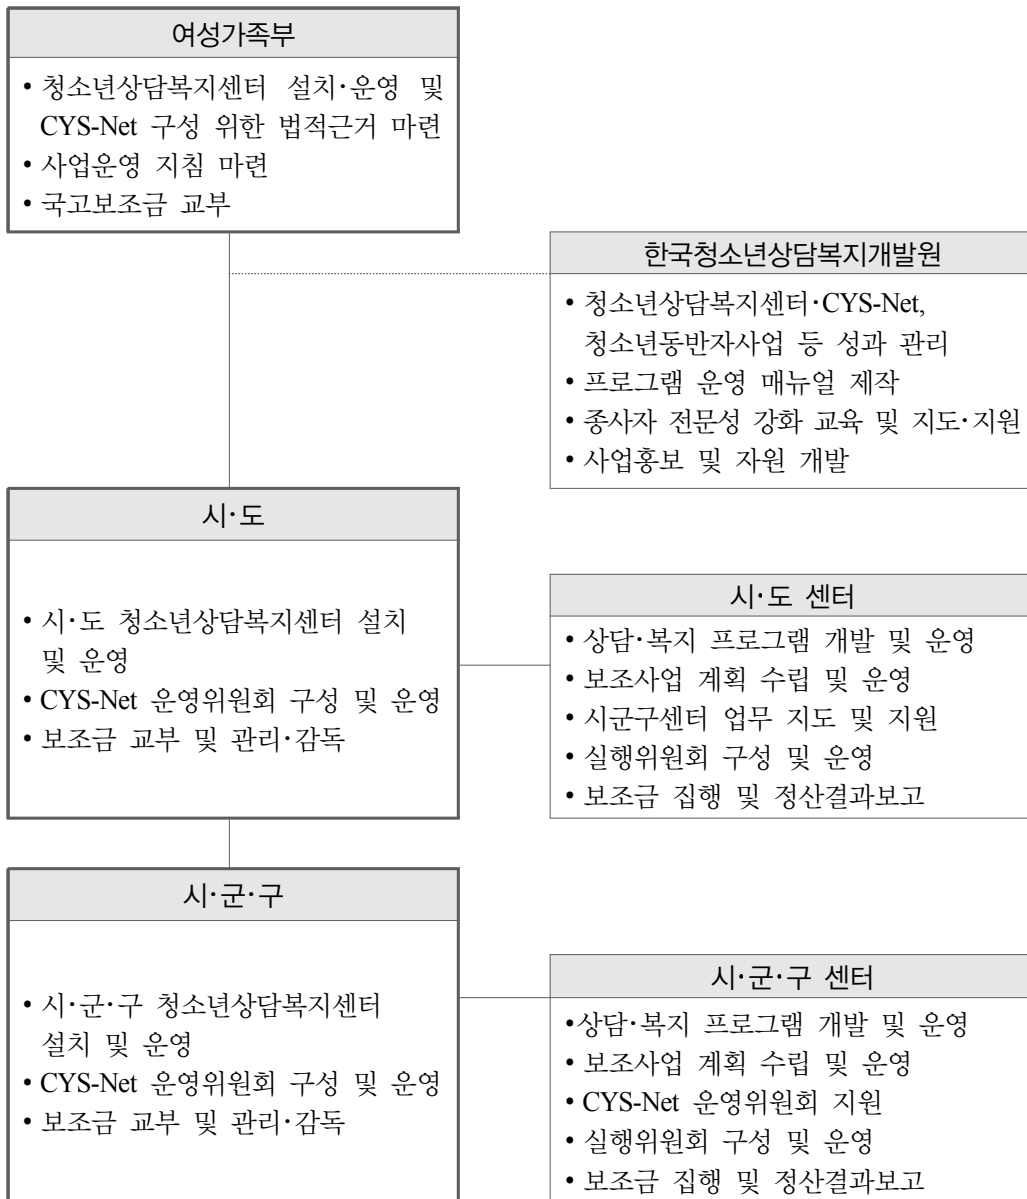 여성가족부
• 청소년상담복지센터 설치·운영 및
CYS-Net 구성 위한 법적근거 마련
• 사업운영 지침 마련
• 국고보조금 교부
한국청소년상담복지개발원
• 청소년상담복지센터·CYS-Net,
청소년동반자사업 등 성과 관리
• 프로그램 운영 매뉴얼 제작
• 종사자 전문성 강화 교육 및 지도·지원
• 사업홍보 및 자원 개발
시·도
• 시·도 청소년상담복지센터 설치
및 운영
• CYS-Net 운영위원회 구성 및 운영
• 보조금 교부 및 관리·감독
시·도 센터
• 상담·복지 프로그램 개발 및 운영
• 보조사업 계획 수립 및 운영
• 시군구센터 업무 지도 및 지원
• 실행위원회 구성 및 운영
• 보조금 집행 및 정산결과보고
시·군·구
• 시·군·구 청소년상담복지센터
설치 및 운영
• CYS-Net 운영위원회 구성 및 운영
• 보조금 교부 및 관리·감독
시·군·구 센터
•상담·복지 프로그램 개발 및 운영
• 보조사업 계획 수립 및 운영
• CYS-Net 운영위원회 지원
• 실행위원회 구성 및 운영
• 보조금 집행 및 정산결과보고